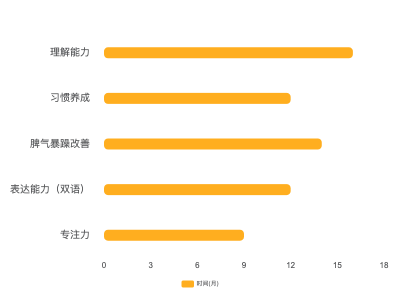 理解能力
习惯养成
脾气暴躁改善
表达能力（双语）
专注力
0 3 6 9 12 15 18
时间(月)